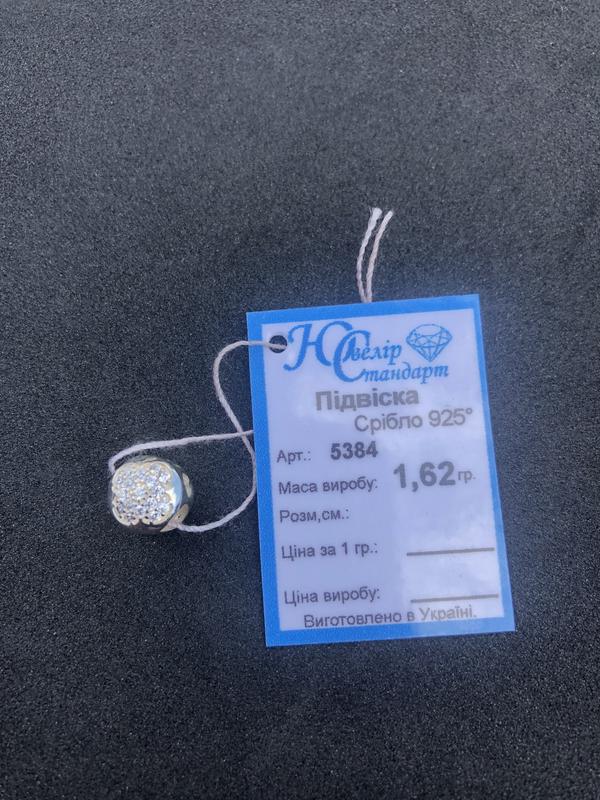 Ювелір
Стандарт
Підвіска
Срібло 925°
Арт.: 5384
Маса виробу: 1,62 гр.
Розм,см.:
Ціна за 1 гр.:
Ціна виробу:
Виготовлено в Україні.